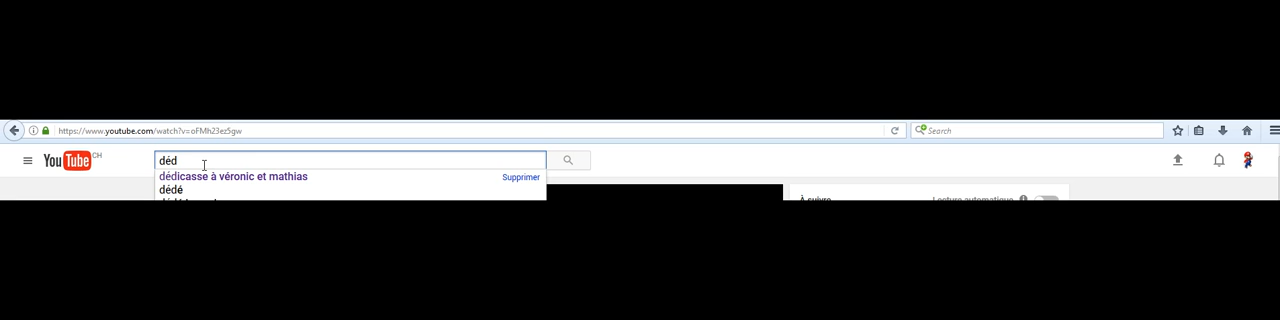 https://www.youtube.com/watch?v=oFMh23ez5gw
Search
YouTube CH
déd
dédicasse à véronic et mathias
Supprimer
dédé
À suivre
Lecture automatique